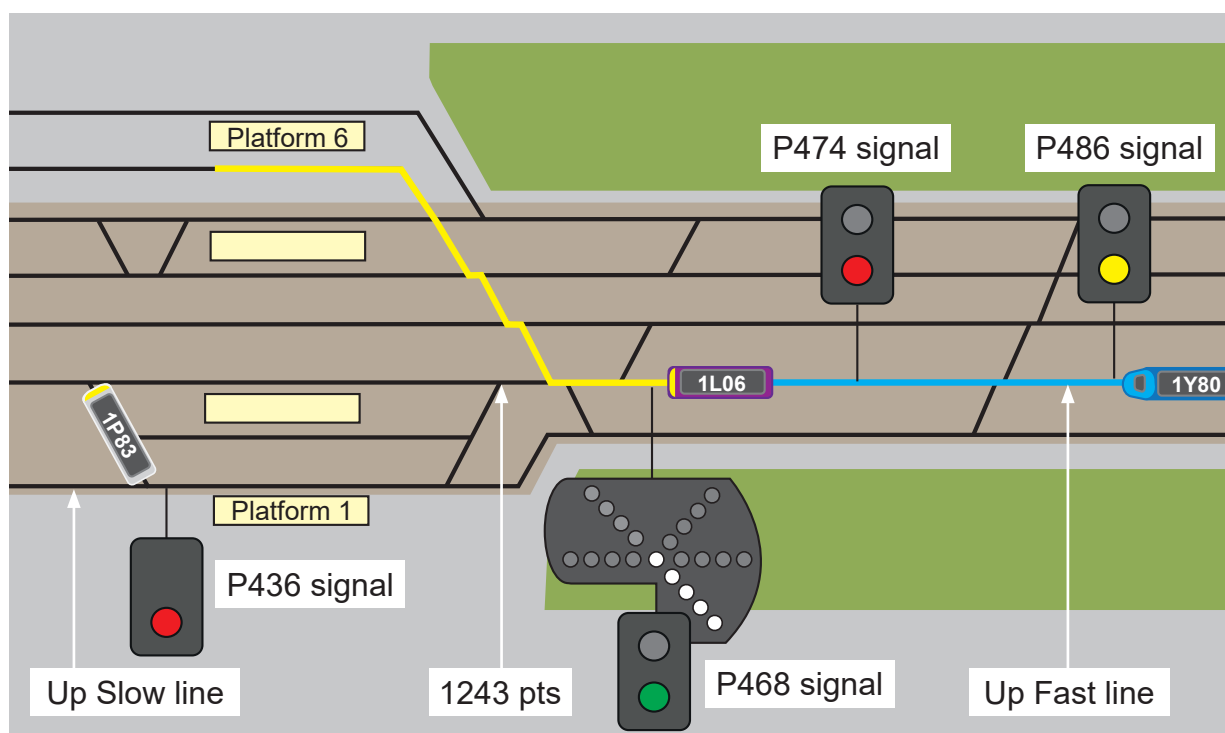 Platform 6
P474 signal
P486 signal
1L06
1Y80
1P83
Platform 1
P436 signal
P468 signal
Up Slow line
1243 pts
Up Fast line